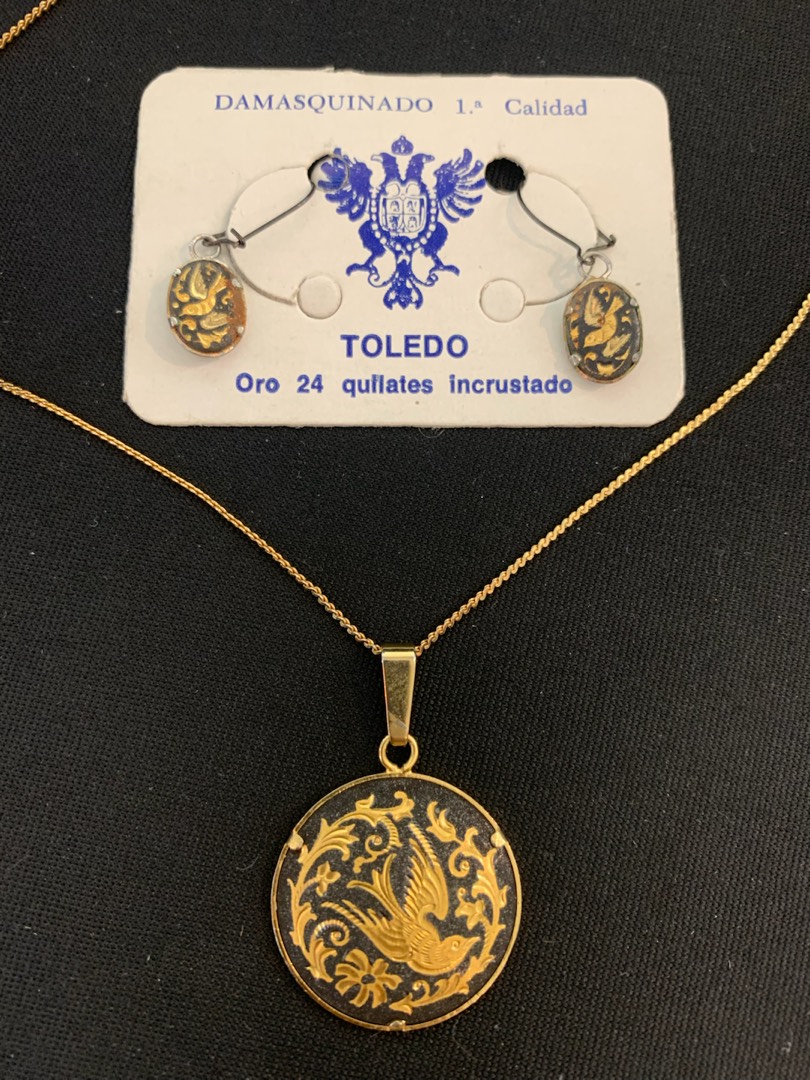 DAMASQUINADO 1.ª Calidad
TOLEDO
Oro 24 quilates incrustado